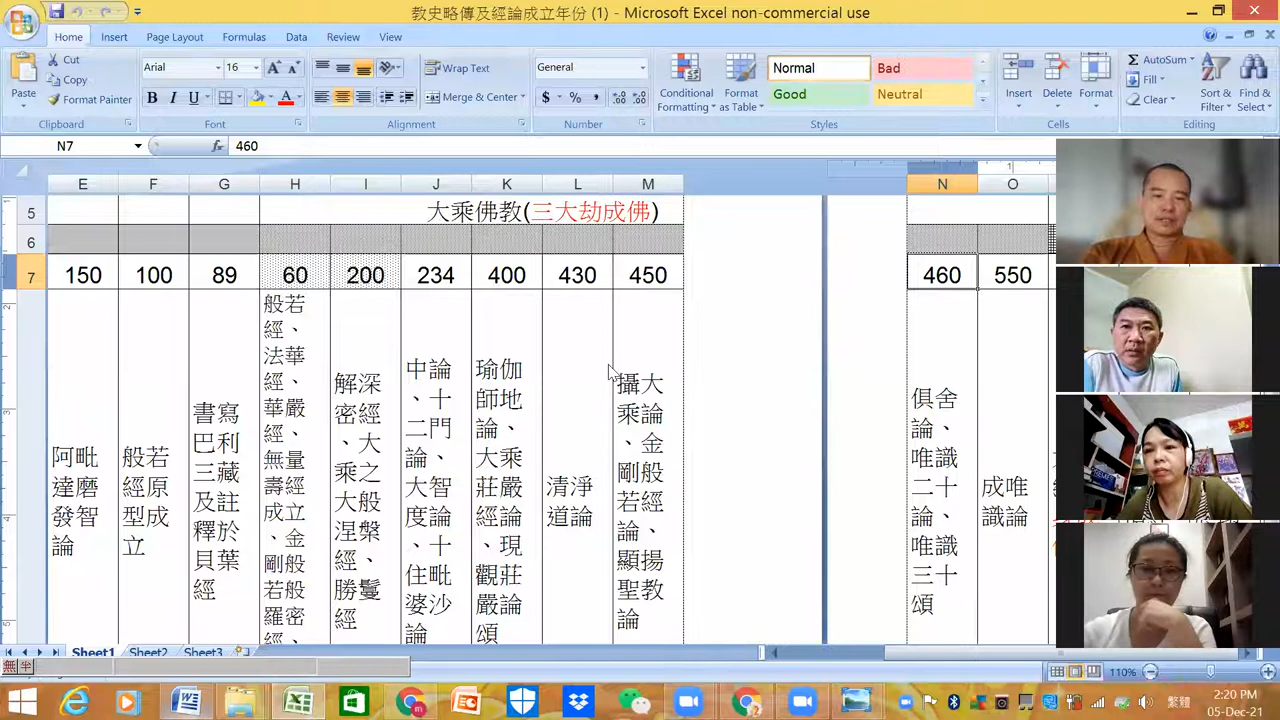 教史略傳及經論成立年份 (1) - Microsoft Excel non-commercial use
Home Insert Page Layout Formulas Data Review View
Cut
Copy
Format Painter
Paste
Clipboard
Arial 16
Font
Wrap Text
Merge & Center
Alignment
General
Number
Conditional Formatting
Format as Table
Normal Bad
Good Neutral
Styles
Insert Delete Format
Cells
AutoSum
Fill
Clear
Sort & Filter
Find & Select
Editing
N7 fx 460
E F G H I J K L M N O
5 大乘佛教(三大劫成佛)
6
7 150 100 89 60 200 234 400 430 450 460 550
阿毗
達磨
發智
論
般若
經原
型成
立
書寫
巴利
三藏
及註
釋於
貝葉
經
般若
經、
法華
經、
華嚴
經、
無量
壽經
成立
、金
剛般
若般
羅密
經、
解深
密經
、大
乘之
大般
涅槃
經、
勝鬘
經
中論
、十
二門
論、
大智
度論
、十
住毗
婆沙
論
瑜伽
師地
論、
大乘
莊嚴
經論
、現
觀莊
嚴論
頌
清淨
道論
攝大
乘論
、金
剛般
若經
論、
顯揚
聖教
論
俱舍
論、
唯識
二十
論、
唯識
三十
頌
成唯
識論
Sheet1 Sheet2 Sheet3
無 半
110%
繁體
2:20 PM
05-Dec-21